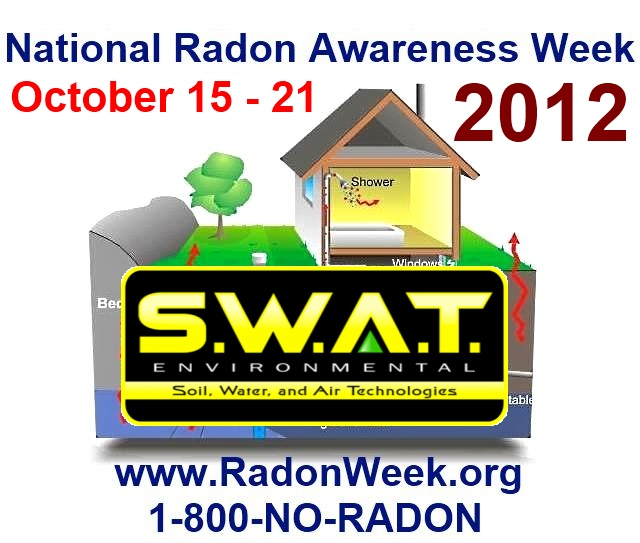 National Radon Awareness Week
October 15 - 21
2012
Shower
Windows
S.W.A.T.
ENVIRONMENTAL
Soil, Water, and Air Technologies
www.RadonWeek.org
1-800-NO-RADON